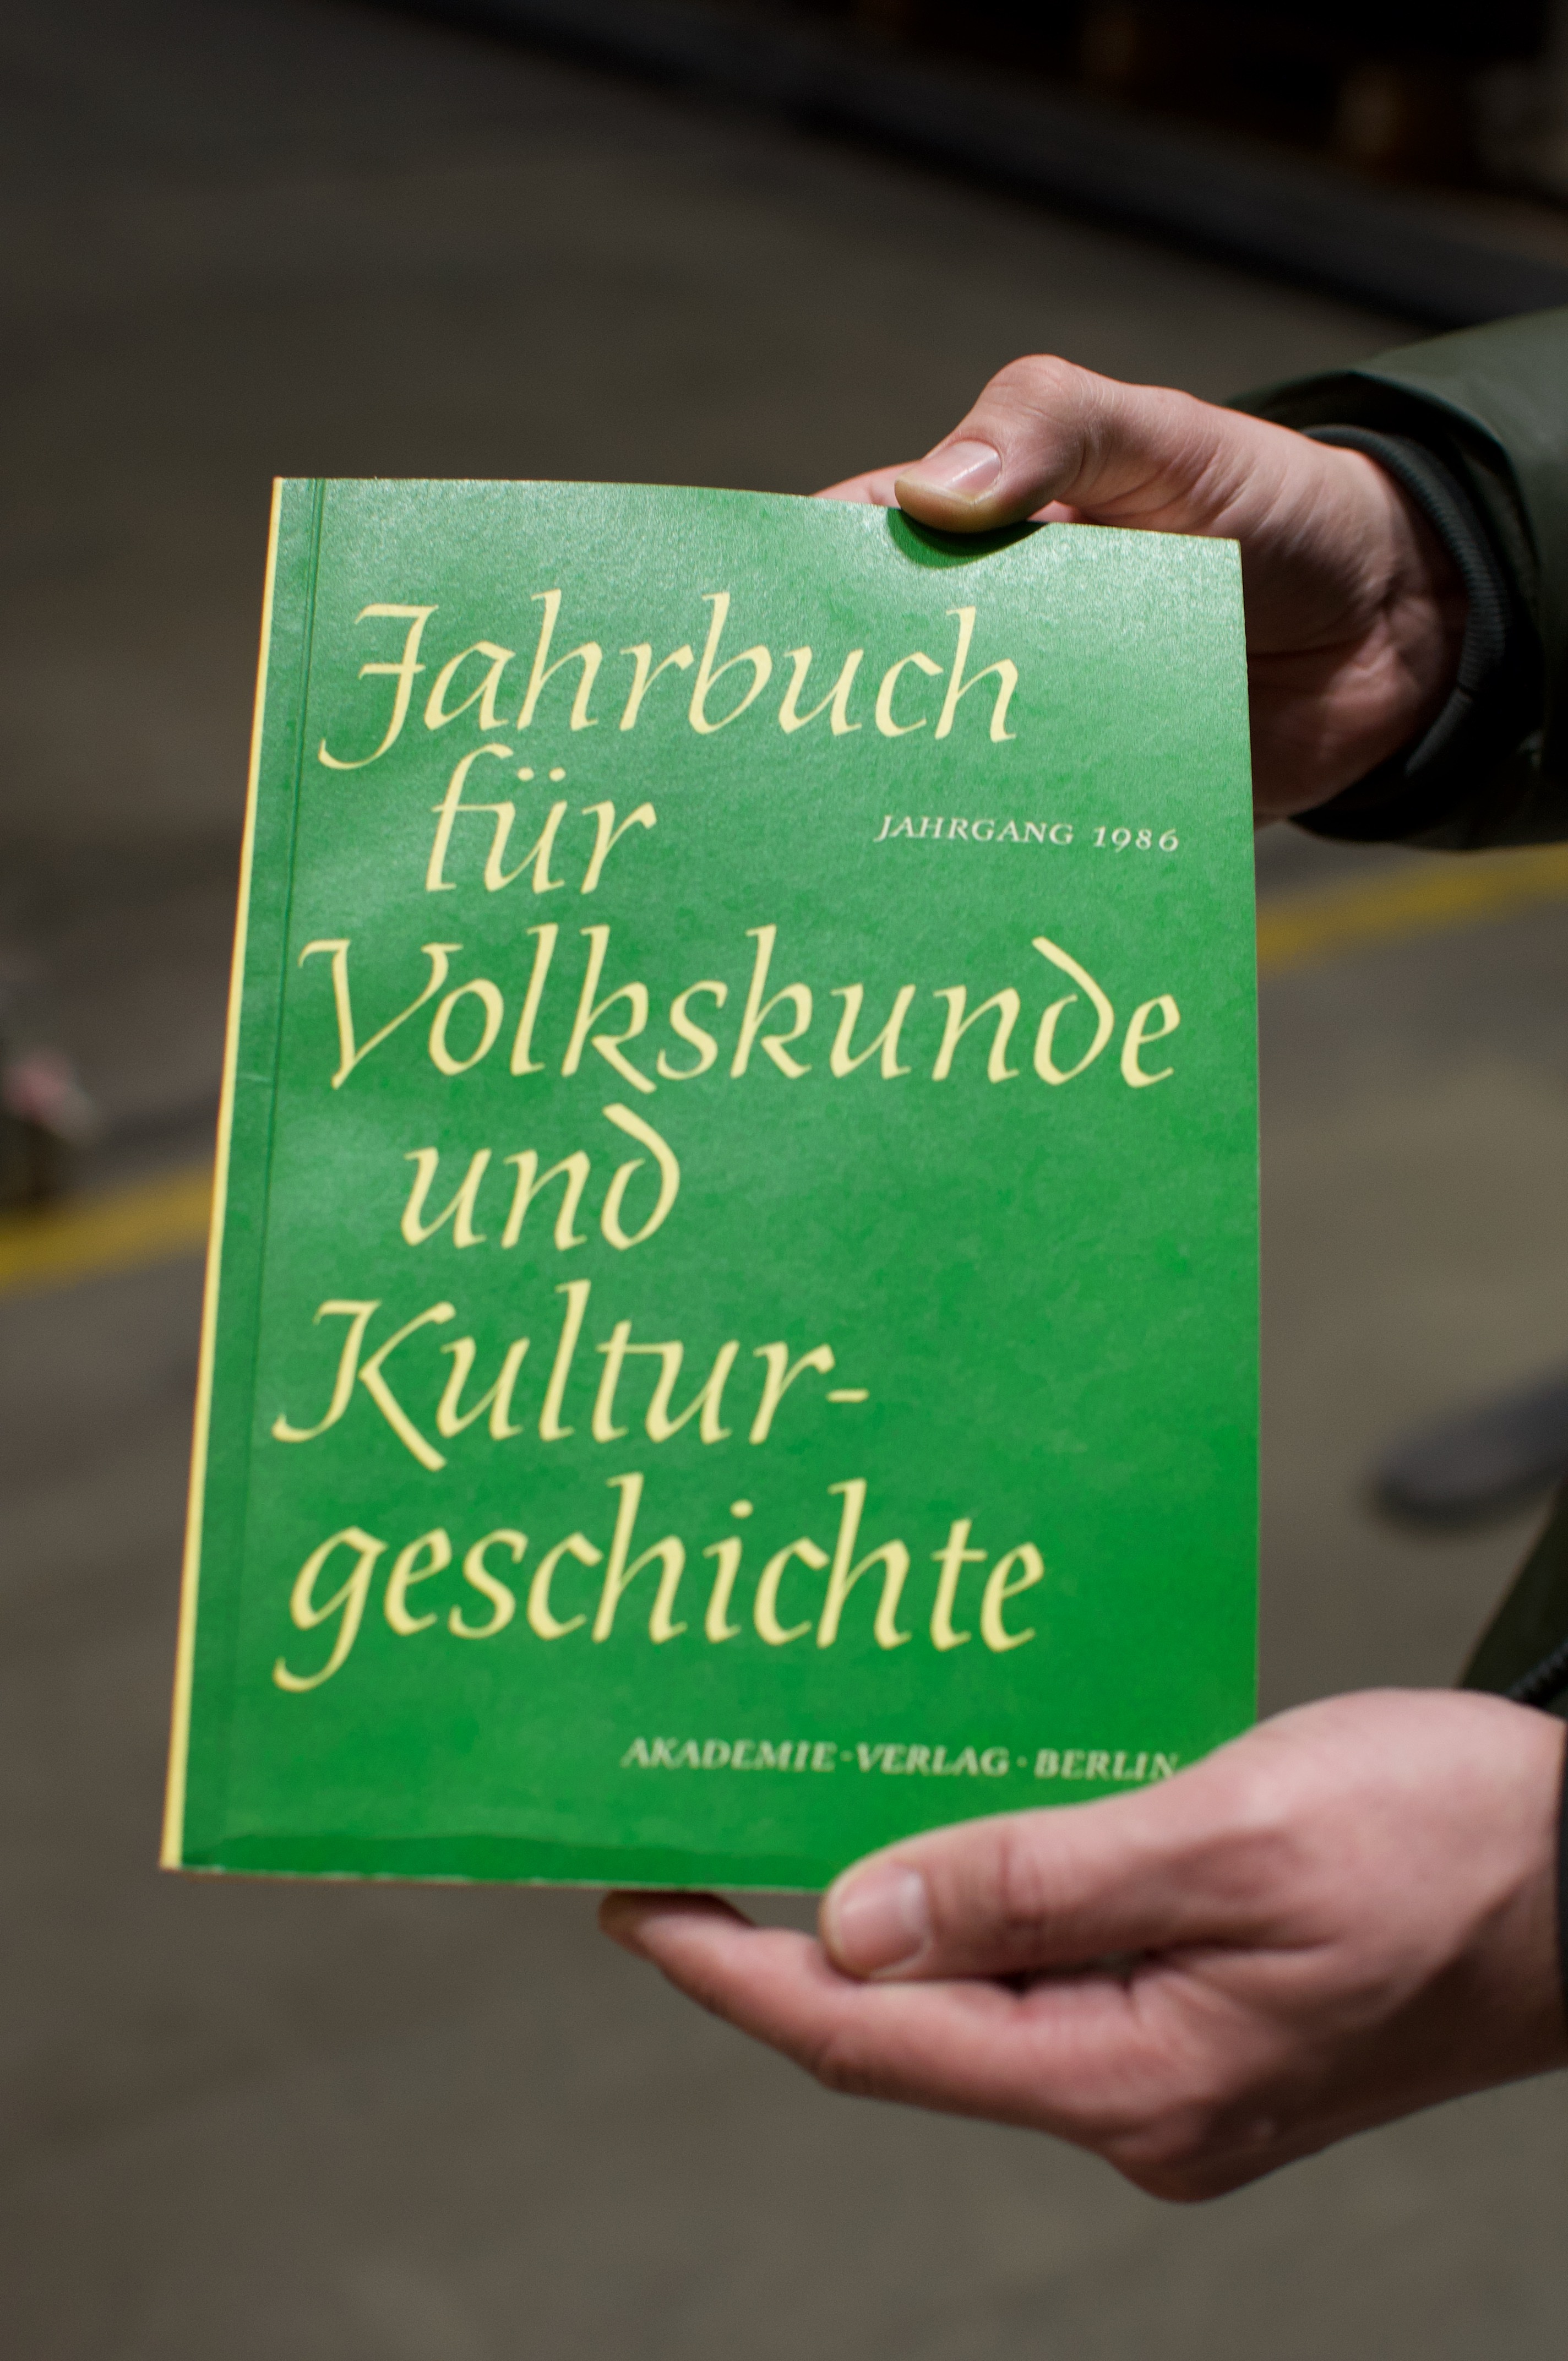 Jahrbuch
für
JAHRGANG 1986
Volkskunde
und
Kultur-
geschichte
AKADEMIE·VERLAG·BERLIN